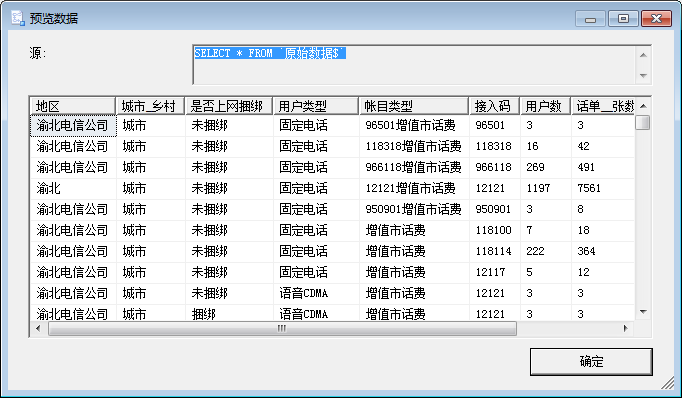 预览数据
源:
SELECT * FROM `原始数据$`
地区 城市_乡村 是否上网捆绑 用户类型 帐目类型 接入码 用户数 话单__张数
渝北电信公司 城市 未捆绑 固定电话 96501增值市话费 96501 3 3
渝北电信公司 城市 未捆绑 固定电话 118318增值市话费 118318 16 42
渝北电信公司 城市 未捆绑 固定电话 966118增值市话费 966118 269 491
渝北 城市 未捆绑 固定电话 12121增值市话费 12121 1197 7561
渝北电信公司 城市 未捆绑 固定电话 950901增值市话费 950901 3 8
渝北电信公司 城市 未捆绑 固定电话 增值市话费 118100 7 18
渝北电信公司 城市 未捆绑 固定电话 增值市话费 118114 222 364
渝北电信公司 城市 未捆绑 固定电话 增值市话费 12117 5 12
渝北电信公司 城市 未捆绑 语音CDMA 增值市话费 12121 3 3
渝北电信公司 城市 捆绑 语音CDMA 增值市话费 12121 3 3
确定